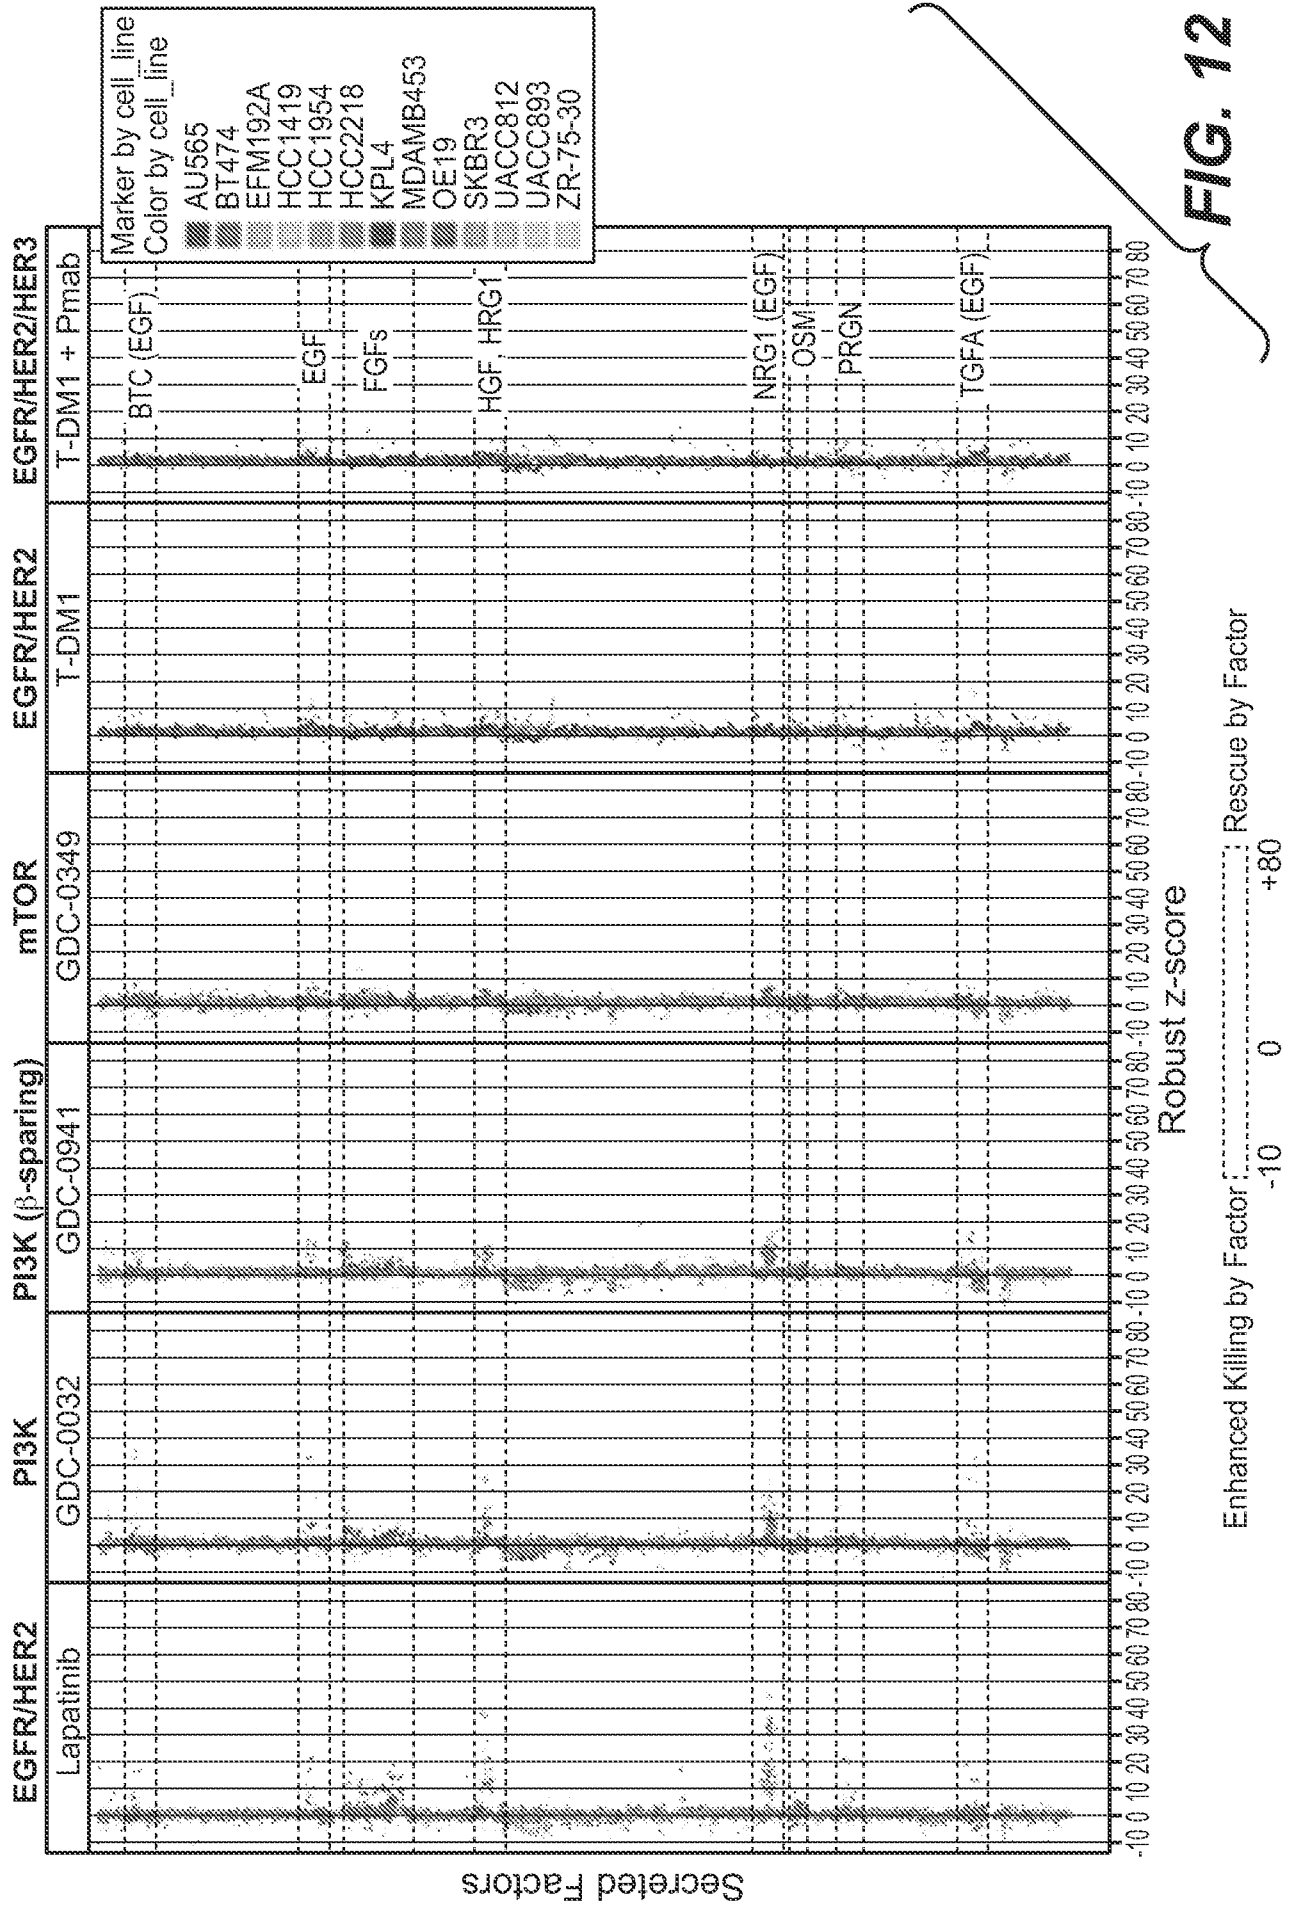 EGFR/HER2
PI3K
PI3K (β-sparing)
mTOR
EGFR/HER2
EGFR/HER2/HER3
Lapatinib
GDC-0032
GDC-0941
GDC-0349
T-DM1
T-DM1 + Pmab
Marker by cell_line
Color by cell_line
AU565
BT474
EFM192A
HCC1419
HCC1954
HCC2218
KPL4
MDAMB453
OE19
SKBR3
UACC812
UACC893
ZR-75-30
Secreted Factors
BTC (EGF)
EGF
FGFs
HGF, HRG1
NRG1 (EGF)
OSM
PRGN
TGFA (EGF)
-10 0 10 20 30 40 50 60 70 80
-10 0 10 20 30 40 50 60 70 80
-10 0 10 20 30 40 50 60 70 80
-10 0 10 20 30 40 50 60 70 80
-10 0 10 20 30 40 50 60 70 80
-10 0 10 20 30 40 50 60 70 80
Robust z-score
Enhanced Killing by Factor
Rescue by Factor
-10 0 +80
FIG. 12